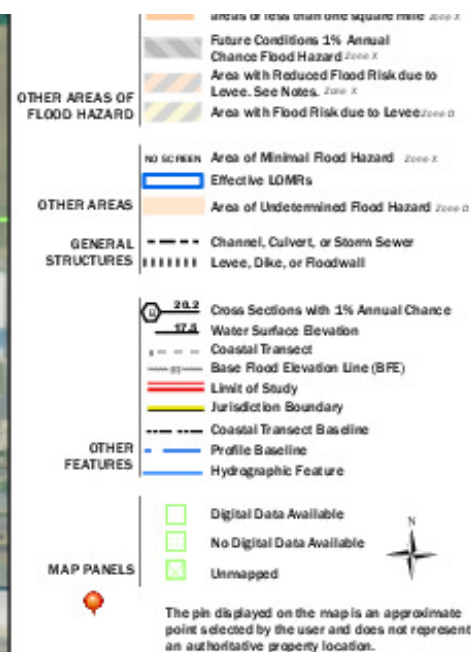 areas of less than one square mile Zone X
Future Conditions 1% Annual
Chance Flood Hazard Zone X
Area with Reduced Flood Risk due to
Levee. See Notes. Zone X
OTHER AREAS OF
FLOOD HAZARD
Area with Flood Risk due to Levee Zone D
NO SCREEN Area of Minimal Flood Hazard Zone X
Effective LOMRs
OTHER AREAS
Area of Undetermined Flood Hazard Zone D
GENERAL
STRUCTURES
Channel, Culvert, or Storm Sewer
Levee, Dike, or Floodwall
B 20.2 Cross Sections with 1% Annual Chance
17.5 Water Surface Elevation
8 Coastal Transect
Base Flood Elevation Line (BFE)
Limit of Study
Jurisdiction Boundary
Coastal Transect Baseline
OTHER
FEATURES
Profile Baseline
Hydrographic Feature
Digital Data Available
No Digital Data Available
Unmapped
MAP PANELS
N
The pin displayed on the map is an approximate
point selected by the user and does not represent
an authoritative property location.